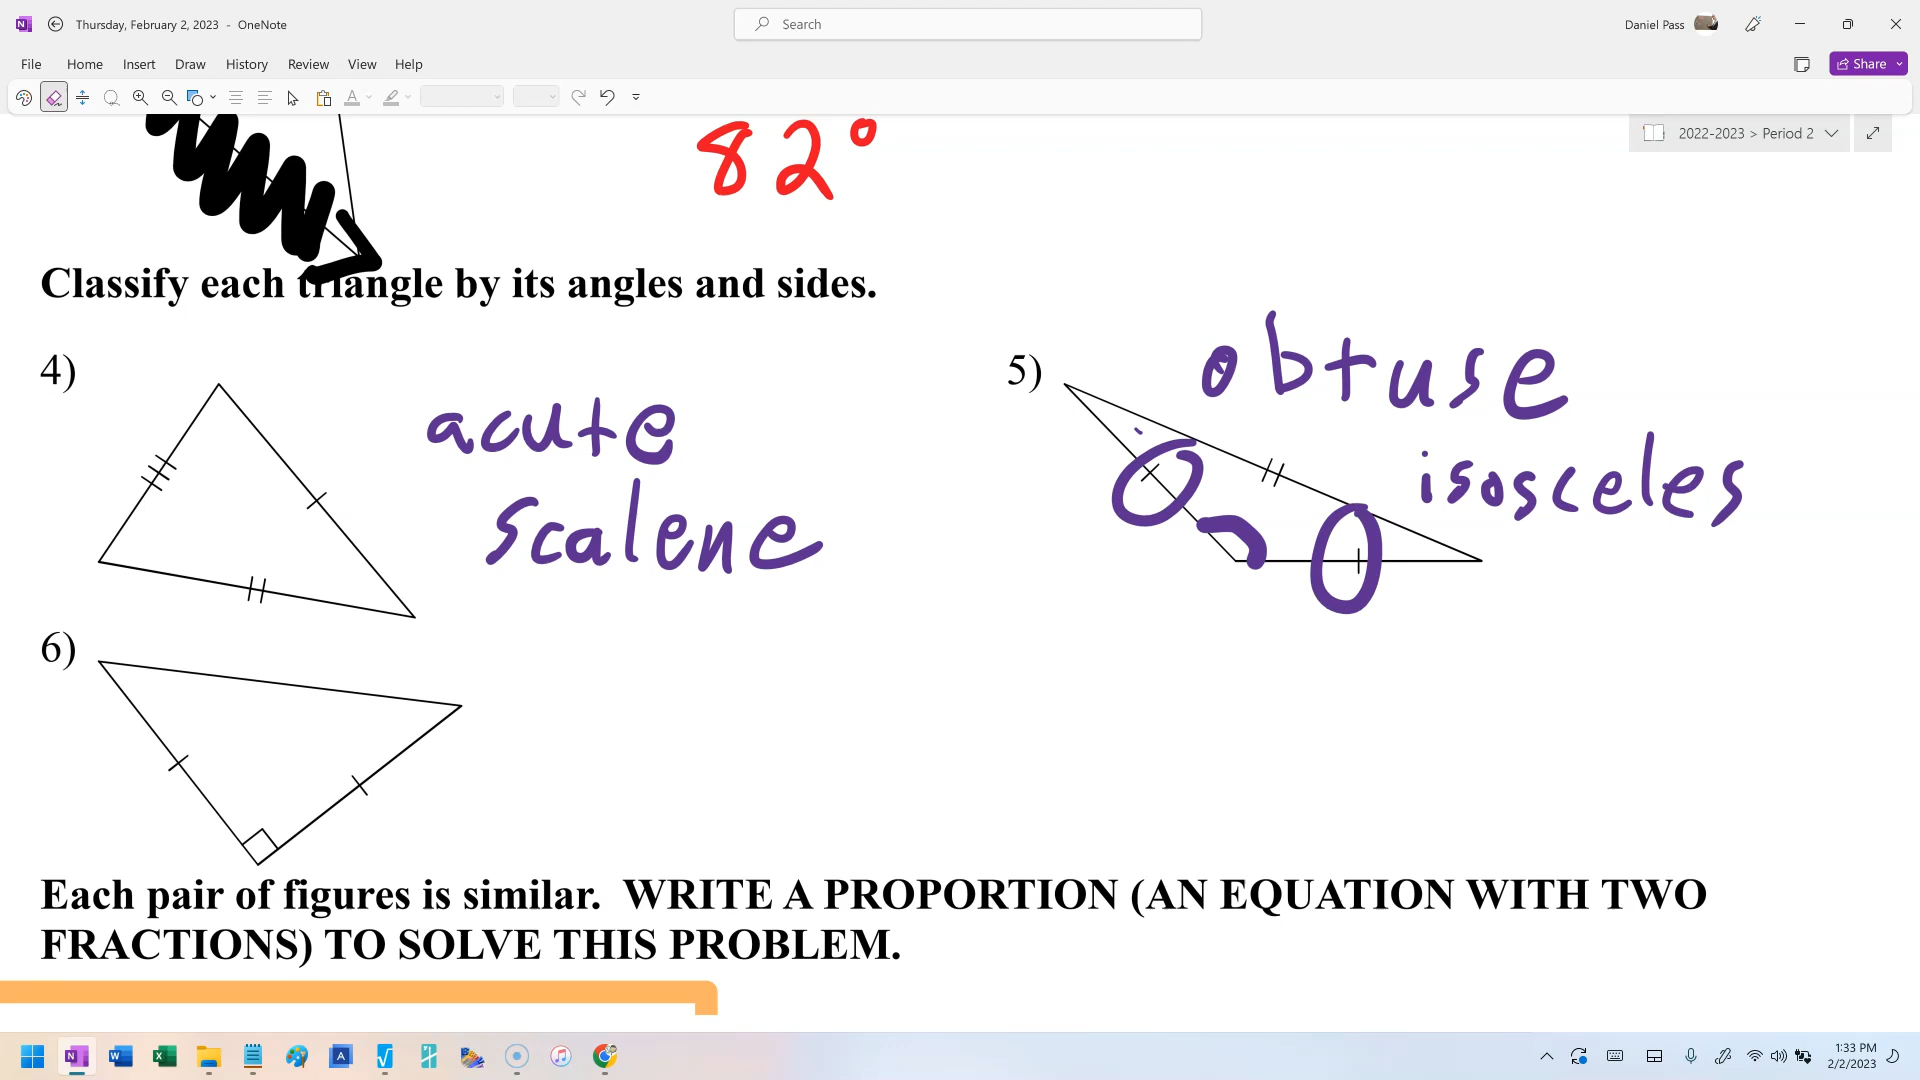 Thursday, February 2, 2023 - OneNote
Search
Daniel Pass
File Home Insert Draw History Review View Help
Share
2022-2023 > Period 2
82°
Classify each triangle by its angles and sides.
4)
acute
scalene
5)
obtuse
isosceles
6)
Each pair of figures is similar. WRITE A PROPORTION (AN EQUATION WITH TWO
FRACTIONS) TO SOLVE THIS PROBLEM.
1:33 PM
2/2/2023